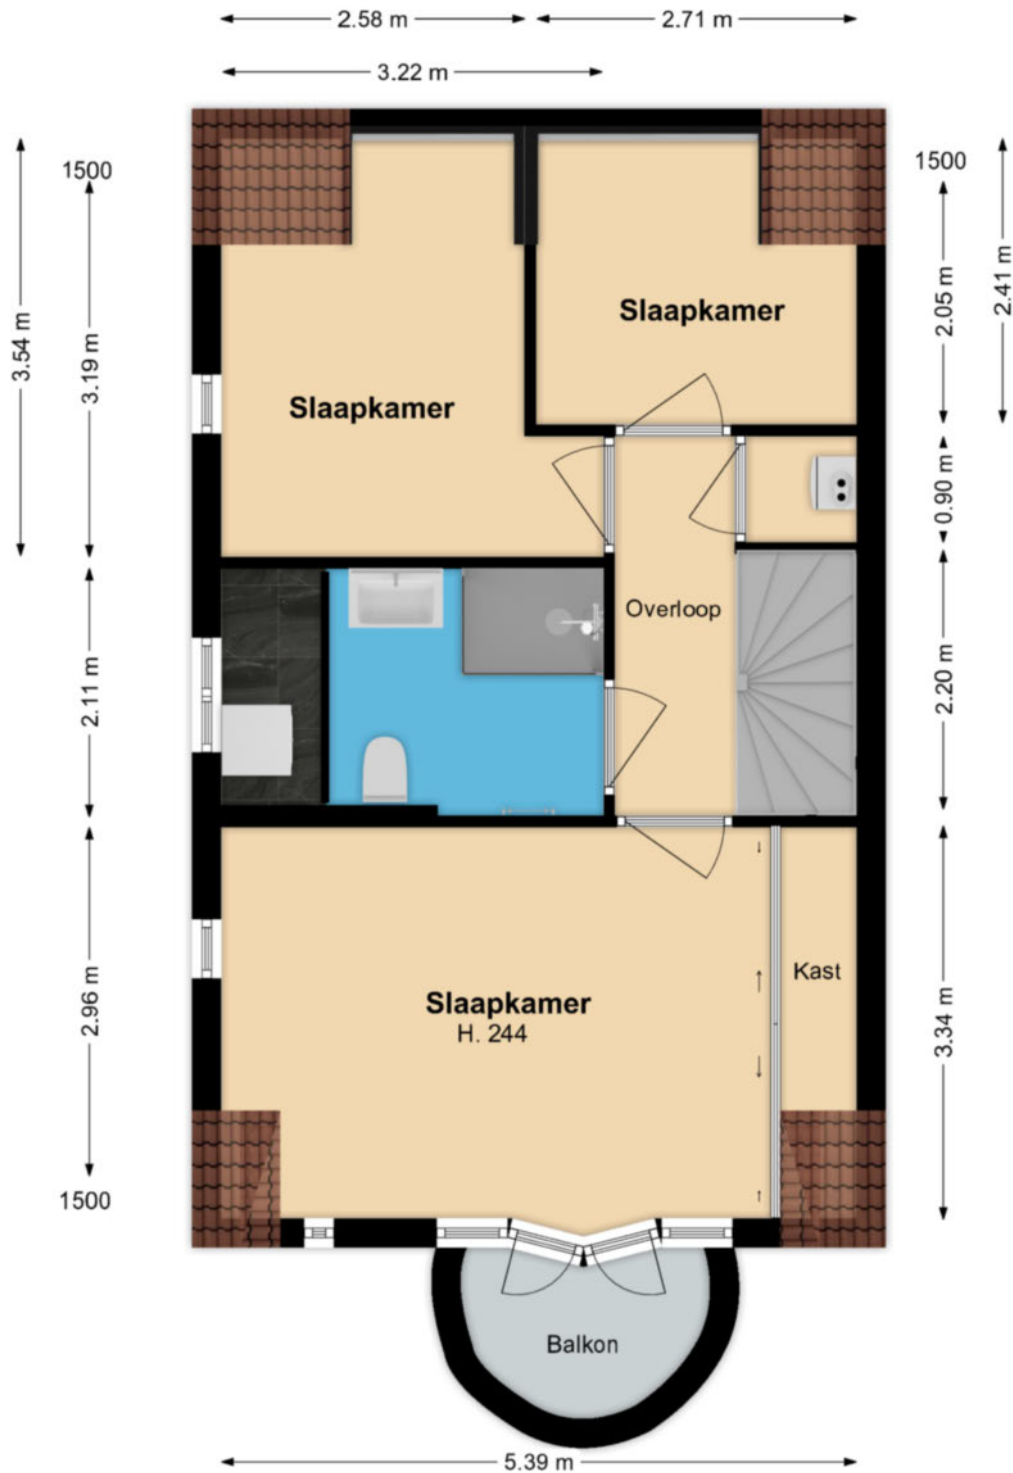 2.58 m
2.71 m
3.22 m
1500
1500
3.54 m
3.19 m
2.05 m
2.41 m
Slaapkamer
Slaapkamer
0.90 m
Overloop
2.11 m
2.20 m
2.96 m
Slaapkamer
H. 244
Kast
3.34 m
1500
Balkon
5.39 m